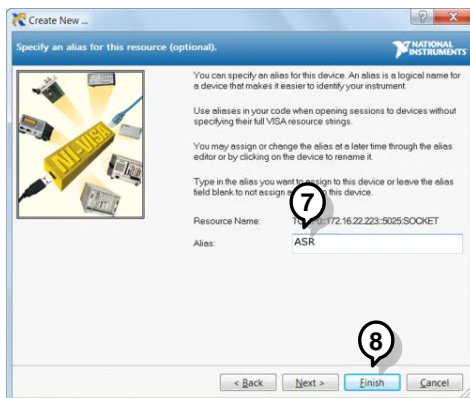 Create New ...
Specify an alias for this resource (optional).
NATIONAL
INSTRUMENTS
You can specify an alias for this device. An alias is a logical name for
a device that makes it easier to identify your instrument.
Use aliases in your code when opening sessions to devices without
specifying their full VISA resource strings.
You may assign or change the alias at a later time through the alias
editor or by clicking on the device to rename it.
Type in the alias you want to assign to this device or leave the alias
field blank to not assign a to this device.
7
Resource Name: 0::172.16.22.223::5025::SOCKET
Alias: ASR
NI-VISA
8
< Back Next > Finish Cancel